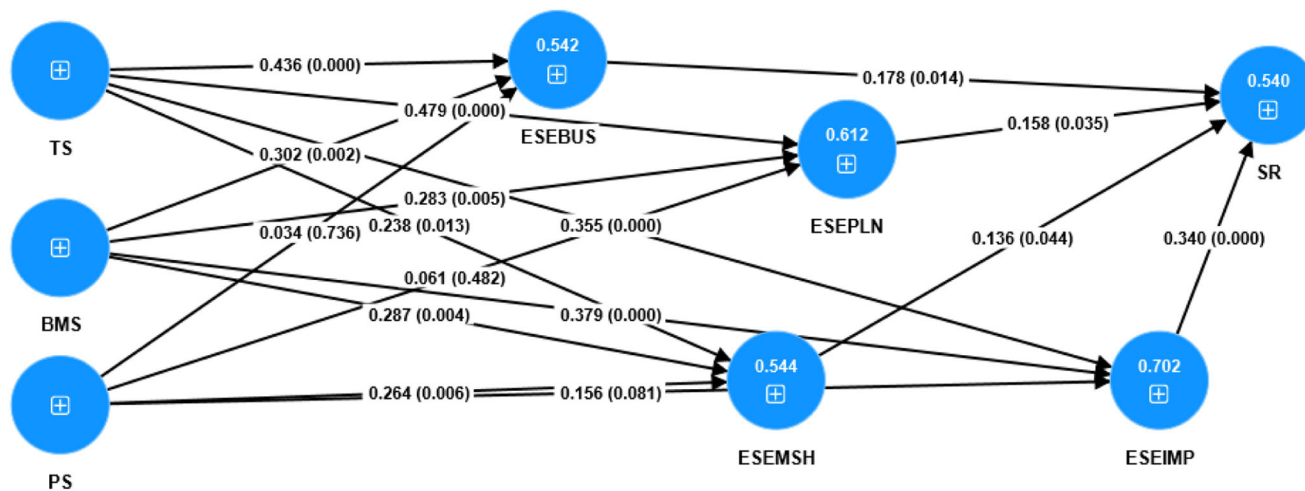 0.542
0.436 (0.000)
0.178 (0.014)
0.540
TS
0.479 (0.000)
ESEBUS
0.612
0.158 (0.035)
0.302 (0.002)
SR
0.283 (0.005)
ESEPLN
0.034 (0.736)
0.238 (0.013)
0.355 (0.000)
0.136 (0.044)
0.340 (0.000)
0.061 (0.482)
BMS
0.287 (0.004)
0.379 (0.000)
0.544
0.702
0.264 (0.006)
0.156 (0.081)
ESEMSH
ESEIMP
PS